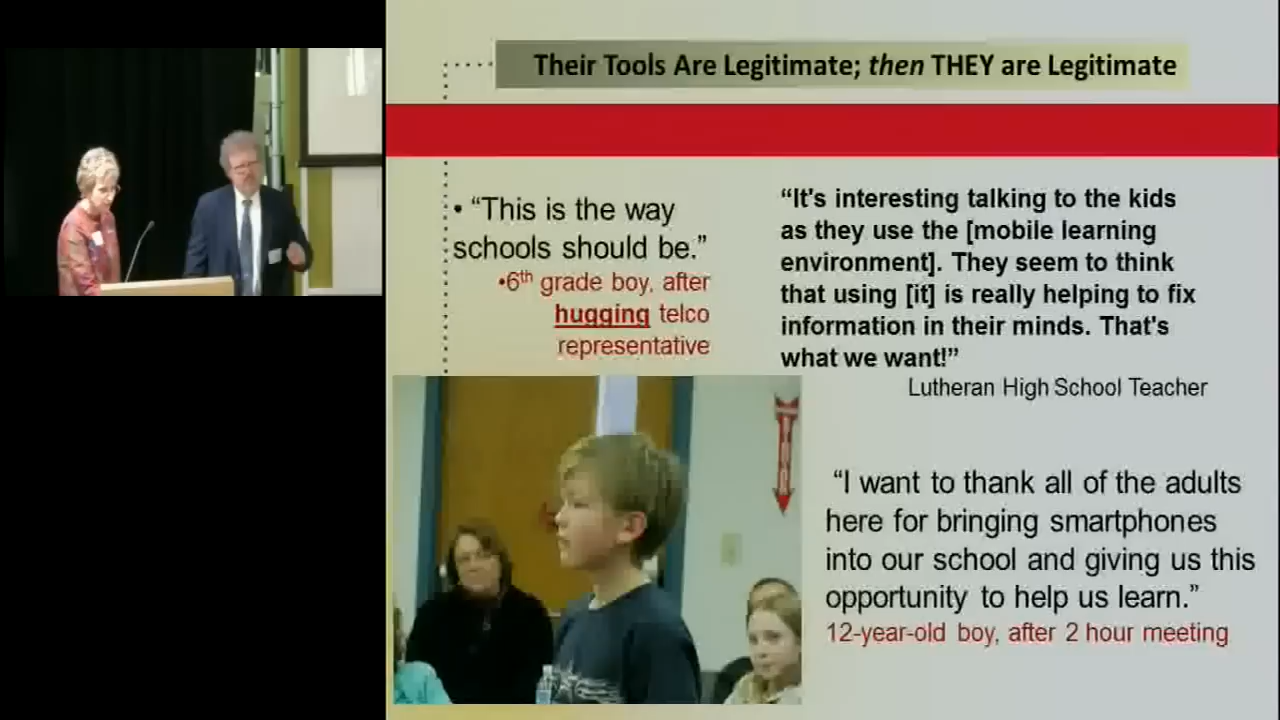 Their Tools Are Legitimate; then THEY are Legitimate
• “This is the way
schools should be.”
•6th grade boy, after
hugging telco
representative
“It's interesting talking to the kids
as they use the [mobile learning
environment]. They seem to think
that using [it] is really helping to fix
information in their minds. That's
what we want!”
Lutheran High School Teacher
“I want to thank all of the adults
here for bringing smartphones
into our school and giving us this
opportunity to help us learn.”
12-year-old boy, after 2 hour meeting